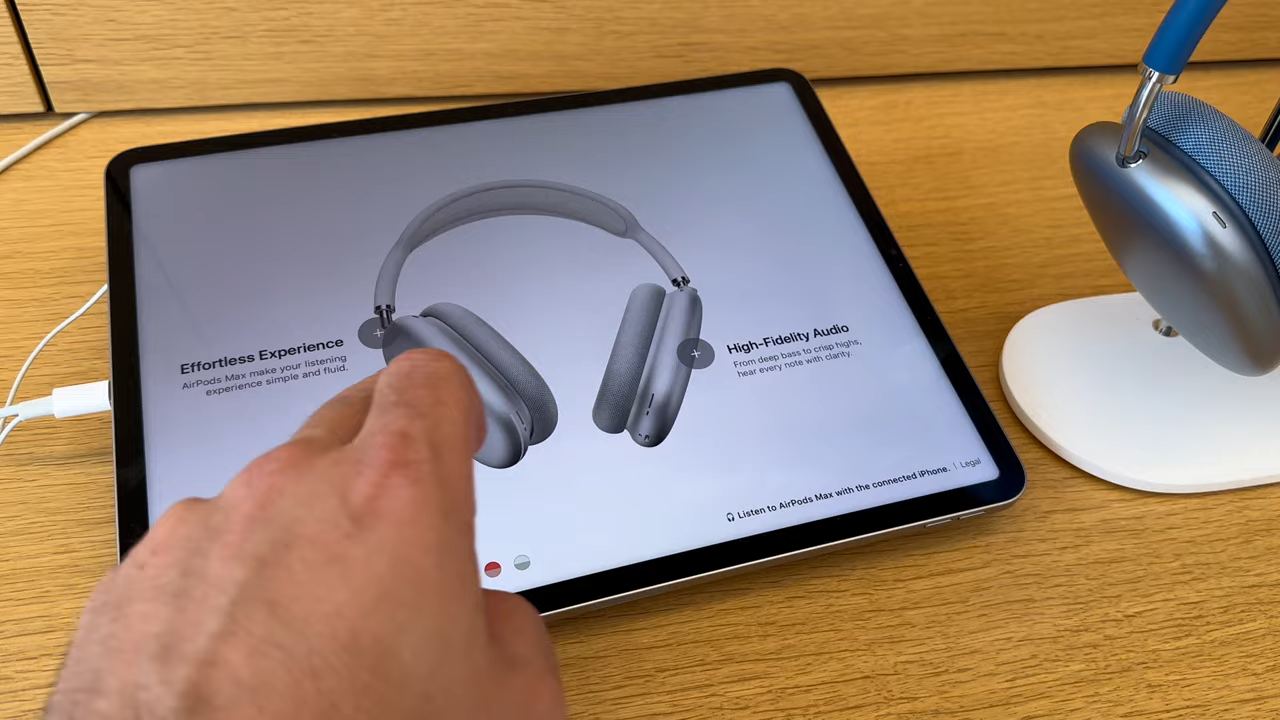 Effortless Experience
AirPods Max make your listening
experience simple and fluid.
High-Fidelity Audio
From deep bass to crisp highs,
hear every note with clarity.
Listen to AirPods Max with the connected iPhone. | Legal